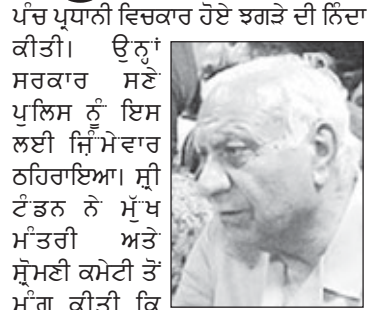 ਪੰਚ ਪ੍ਰਧਾਨੀ ਵਿਚਕਾਰ ਹੋਏ ਝਗੜੇ ਦੀ ਨਿੰਦਾ
ਕੀਤੀ। ਉਨ੍ਹਾਂ
ਸਰਕਾਰ ਸਣੇ
ਪੁਲਿਸ ਨੂੰ ਇਸ
ਲਈ ਜ਼ਿੰਮੇਵਾਰ
ਠਹਿਰਾਇਆ। ਸ਼੍ਰੀ
ਟੰਡਨ ਨੇ ਮੁੱਖ
ਮੰਤਰੀ ਅਤੇ
ਸ਼੍ਰੋਮਣੀ ਕਮੇਟੀ ਤੋਂ
ਮੰਗ ਕੀਤੀ ਕਿ